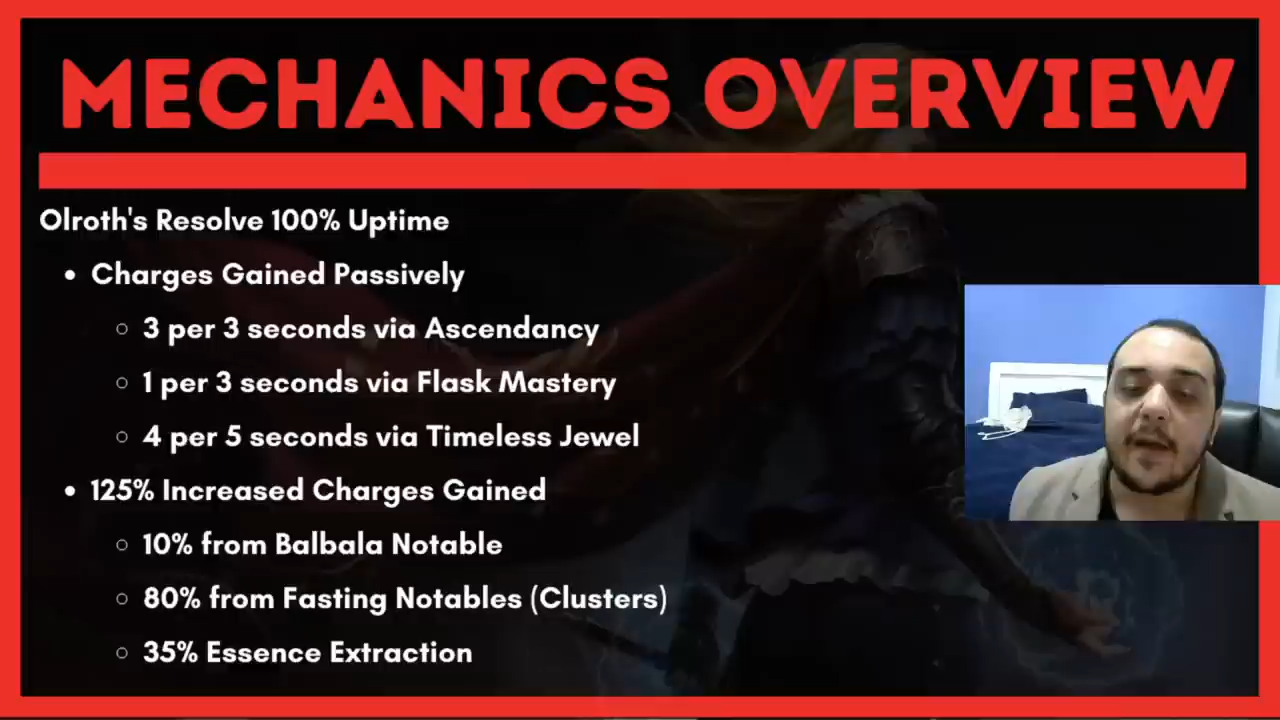 MECHANICS OVERVIEW
Olroth's Resolve 100% Uptime
• Charges Gained Passively
○ 3 per 3 seconds via Ascendancy
○ 1 per 3 seconds via Flask Mastery
○ 4 per 5 seconds via Timeless Jewel
• 125% Increased Charges Gained
○ 10% from Balbala Notable
○ 80% from Fasting Notables (Clusters)
○ 35% Essence Extraction